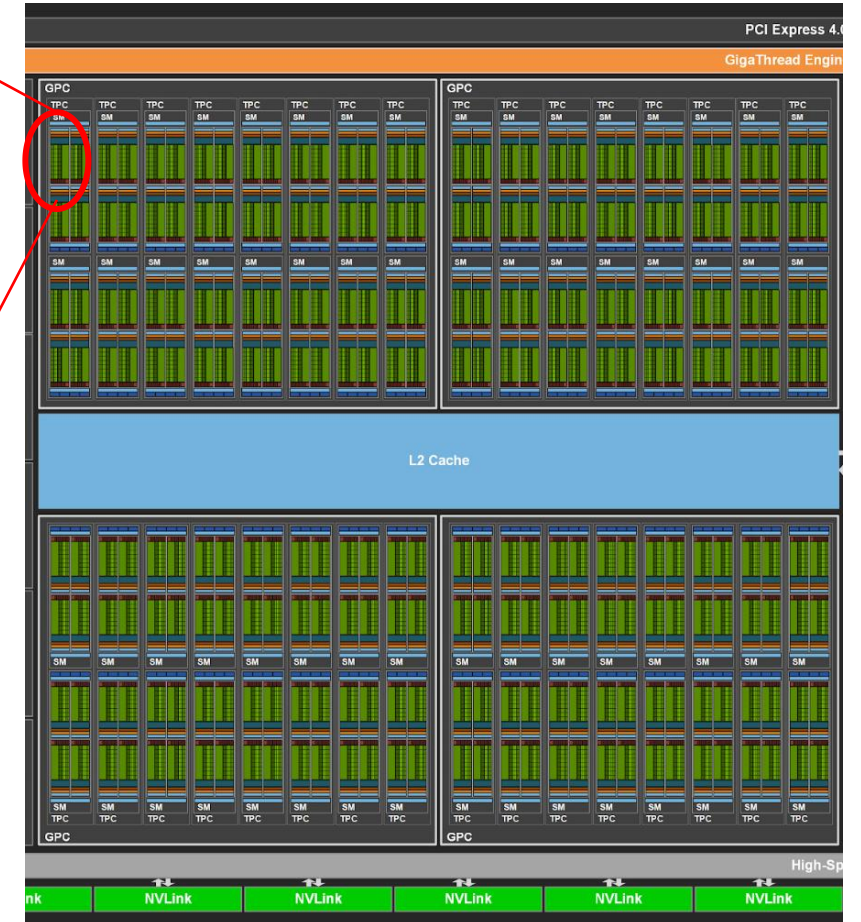 PCI Express 4.0
GigaThread Engin
GPC GPC
TPC TPC TPC TPC TPC TPC TPC TPC TPC TPC TPC TPC TPC TPC TPC TPC
SM SM SM SM SM SM SM SM SM SM SM SM SM SM SM SM
SM SM SM SM SM SM SM SM SM SM SM SM SM SM SM SM
L2 Cache
SM SM SM SM SM SM SM SM SM SM SM SM SM SM SM SM
SM SM SM SM SM SM SM SM SM SM SM SM SM SM SM SM
TPC TPC TPC TPC TPC TPC TPC TPC TPC TPC TPC TPC TPC TPC TPC TPC
GPC GPC
High-Sp
nk NVLink NVLink NVLink NVLink NVLink